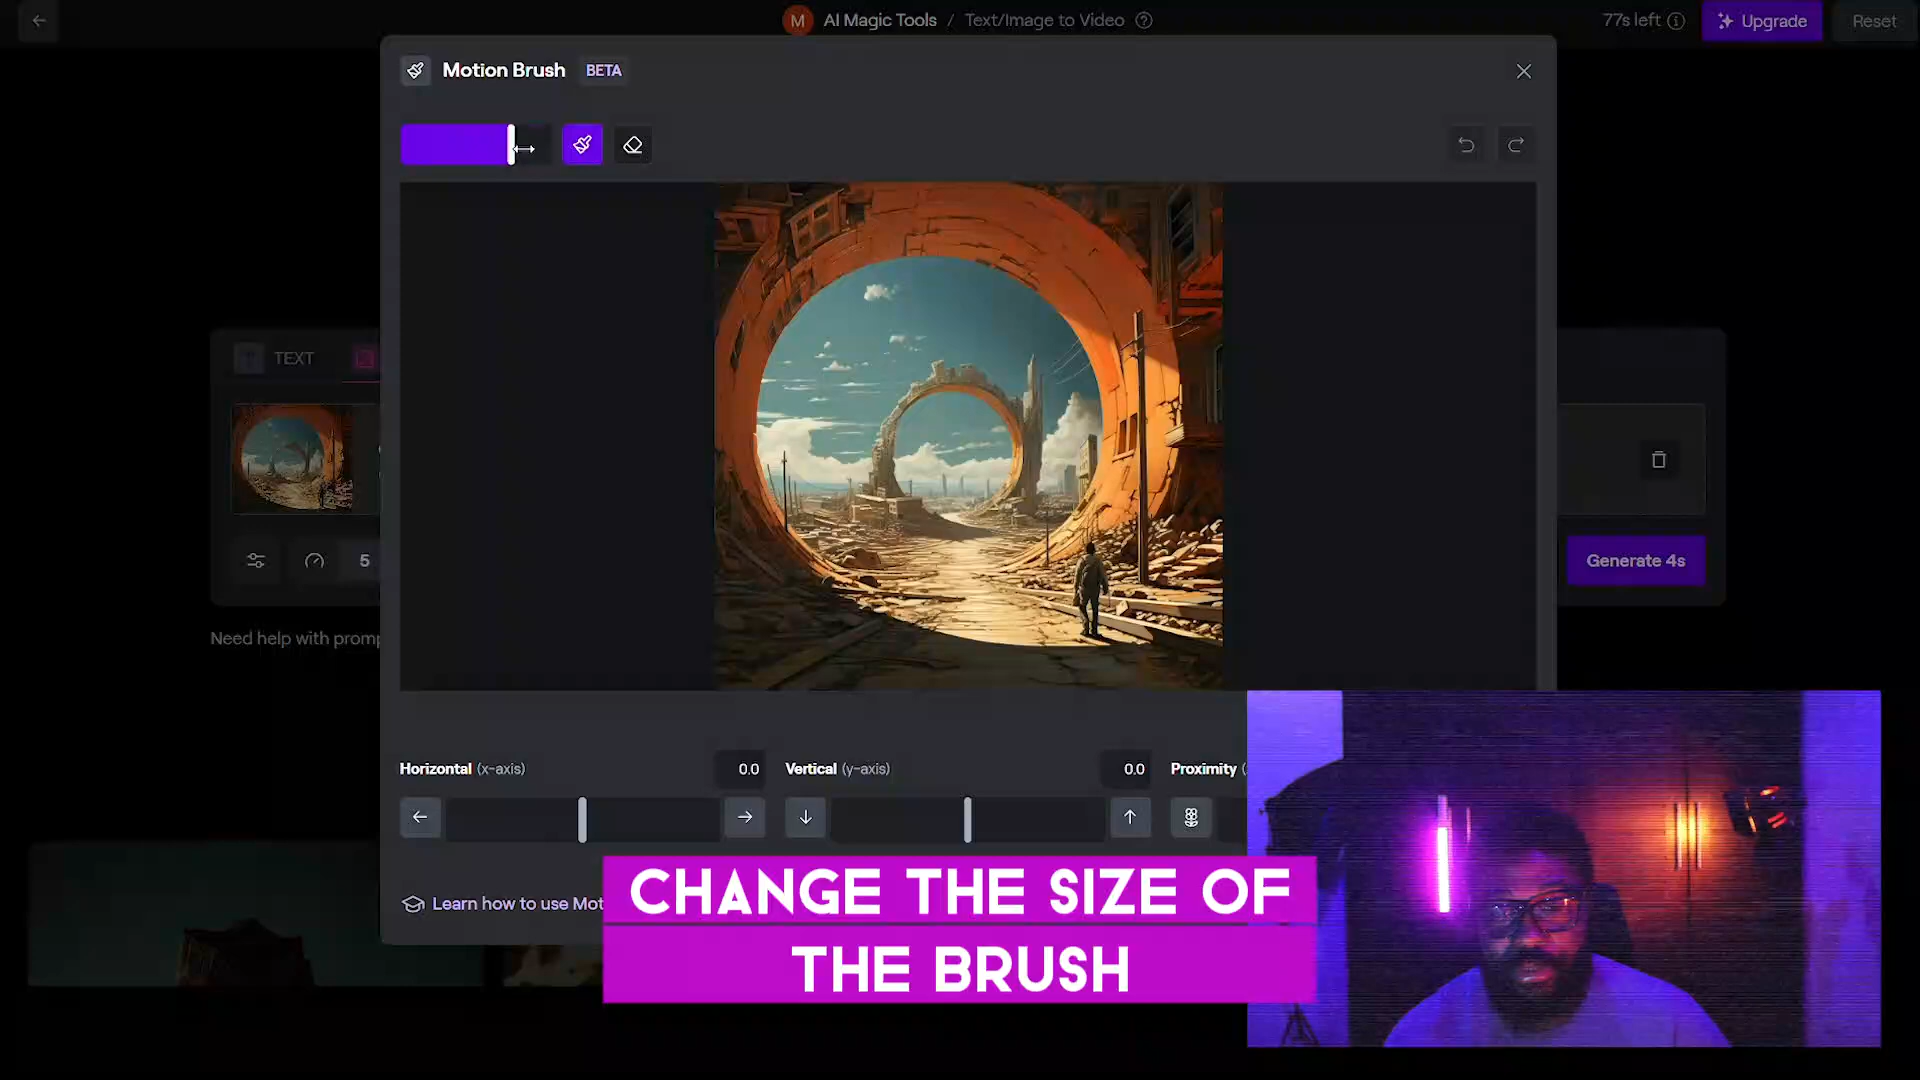 M AI Magic Tools / Text/Image to Video
77s left
Upgrade
Reset
Motion Brush BETA
TEXT
5
Generate 4s
Need help with promp
Horizontal (x-axis) 0.0
Vertical (y-axis) 0.0
Proximity (
Learn how to use Mot
CHANGE THE SIZE OF
THE BRUSH